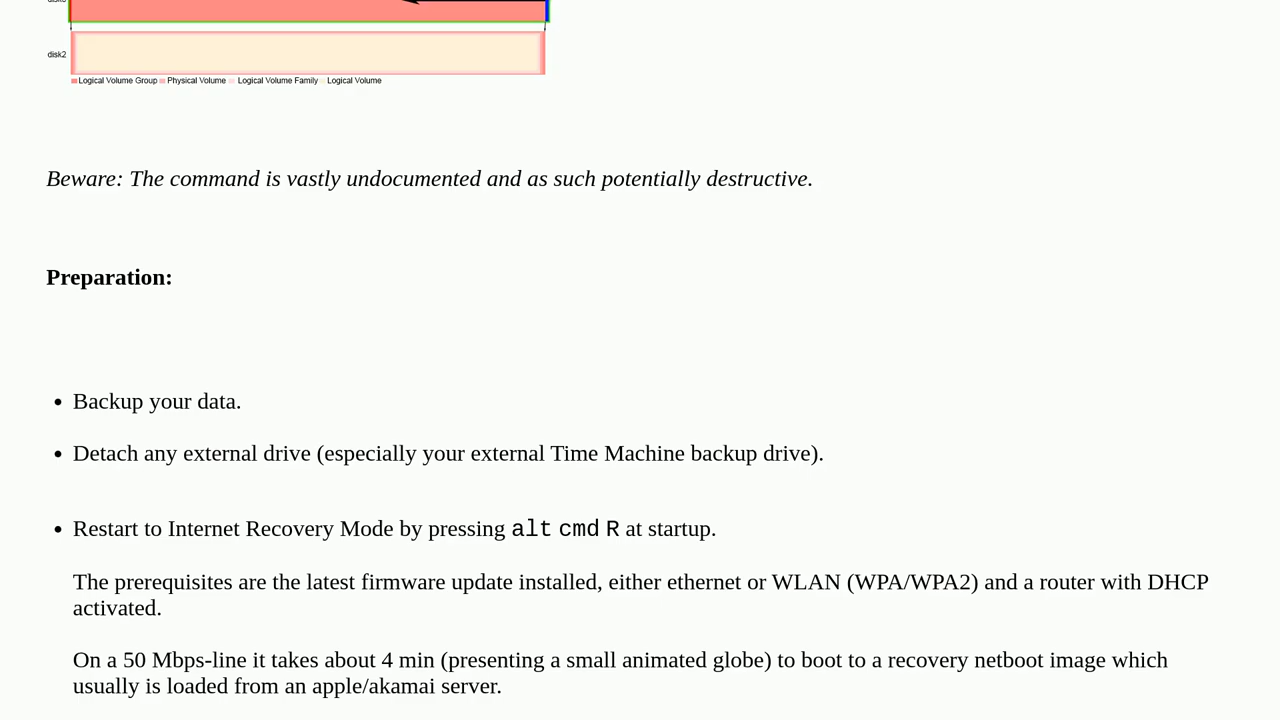 disk2
Logical Volume Group Physical Volume Logical Volume Family Logical Volume
Beware: The command is vastly undocumented and as such potentially destructive.
Preparation:
• Backup your data.
• Detach any external drive (especially your external Time Machine backup drive).
• Restart to Internet Recovery Mode by pressing alt cmd R at startup.
The prerequisites are the latest firmware update installed, either ethernet or WLAN (WPA/WPA2) and a router with DHCP
activated.
On a 50 Mbps-line it takes about 4 min (presenting a small animated globe) to boot to a recovery netboot image which
usually is loaded from an apple/akamai server.